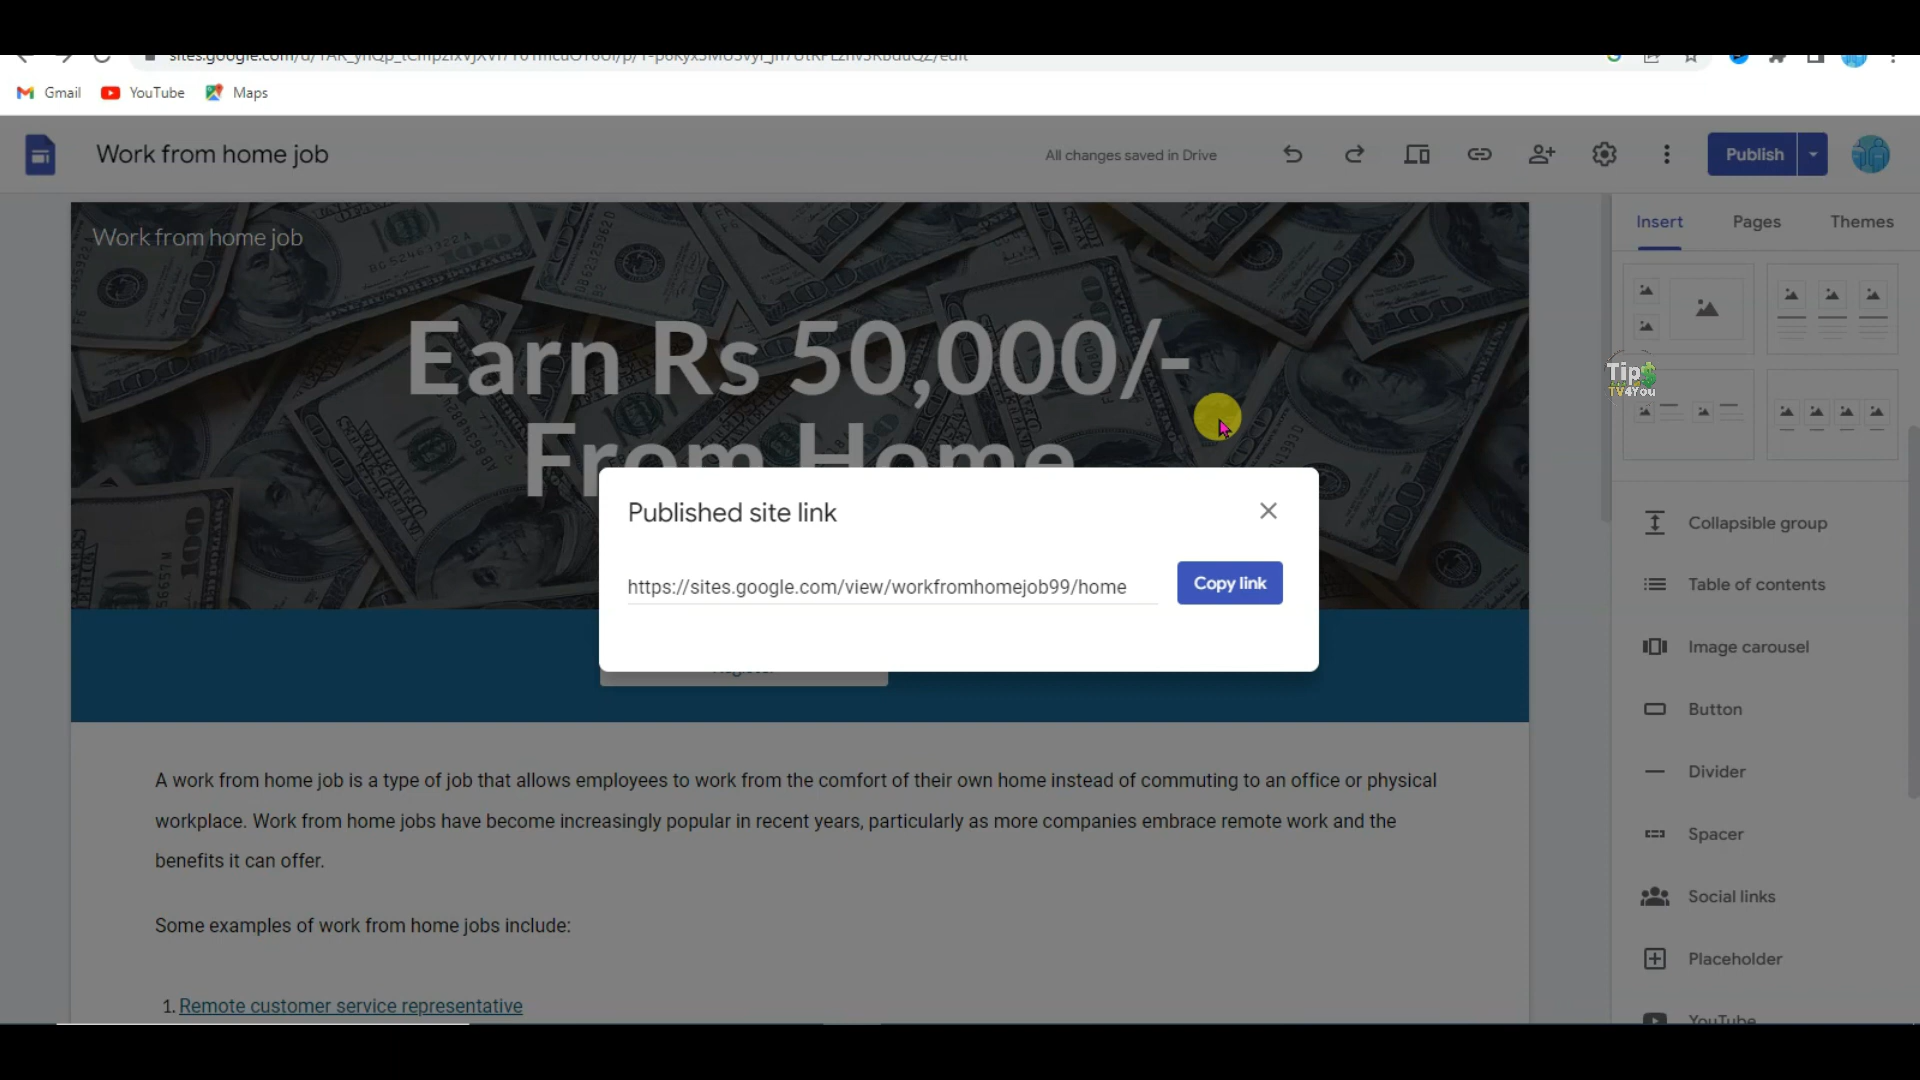 Gmail
YouTube
Maps
Work from home job
All changes saved in Drive
Publish
Work from home job
Earn Rs 50,000/-
From Home
Insert
Pages
Themes
Tip$
TV4You
Published site link
https://sites.google.com/view/workfromhomejob99/home
Copy link
Register
A work from home job is a type of job that allows employees to work from the comfort of their own home instead of commuting to an office or physical
workplace. Work from home jobs have become increasingly popular in recent years, particularly as more companies embrace remote work and the
benefits it can offer.
Some examples of work from home jobs include:
1. Remote customer service representative
Collapsible group
Table of contents
Image carousel
Button
Divider
Spacer
Social links
Placeholder
YouTube